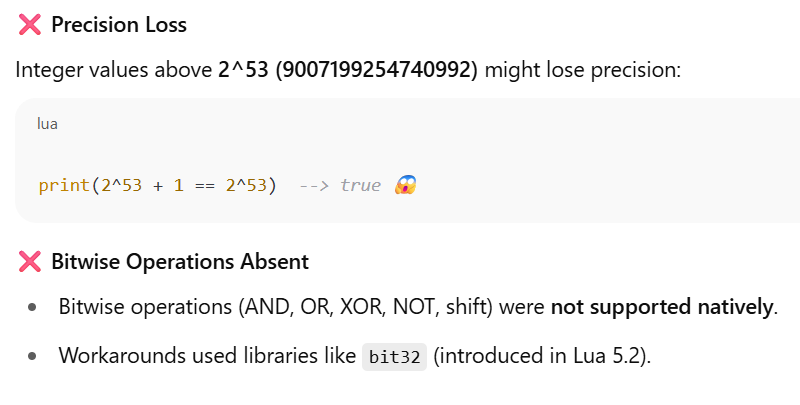 ❌ Precision Loss
Integer values above 2^53 (9007199254740992) might lose precision:
lua
print(2^53 + 1 == 2^53)  --> true 😱
❌ Bitwise Operations Absent
• Bitwise operations (AND, OR, XOR, NOT, shift) were not supported natively.
• Workarounds used libraries like bit32 (introduced in Lua 5.2).